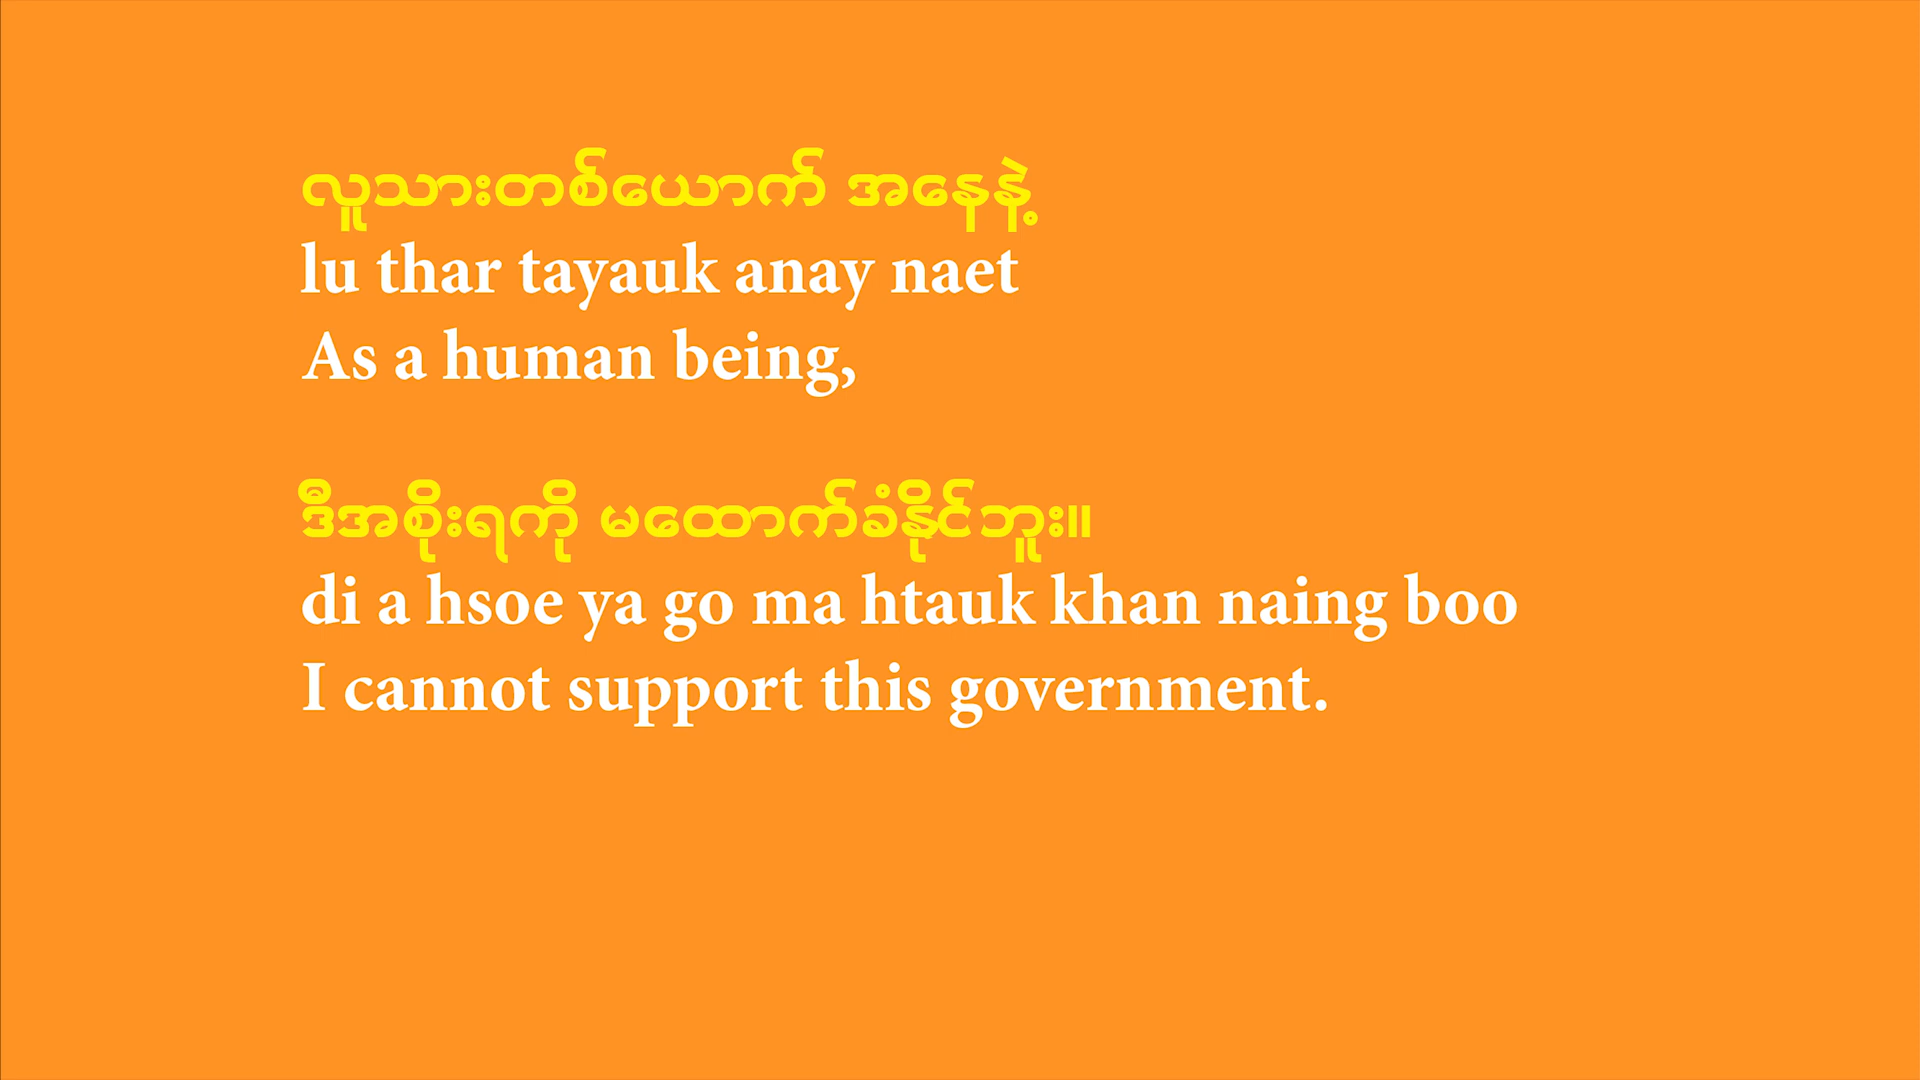 လူသားတစ်ယောက် အနေနဲ့
lu thar tayauk anay naet
As a human being,
ဒီအစိုးရကို မထောက်ခံနိုင်ဘူး။
di a hsoe ya go ma htauk khan naing boo
I cannot support this government.